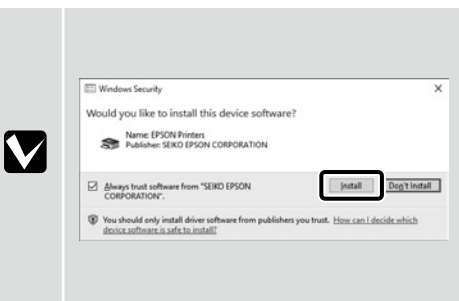 Windows Security
Would you like to install this device software?
Name: EPSON Printers
Publisher: SEIKO EPSON CORPORATION
Always trust software from "SEIKO EPSON
CORPORATION".
Install
Don't Install
You should only install driver software from publishers you trust. How can I decide which
device software is safe to install?